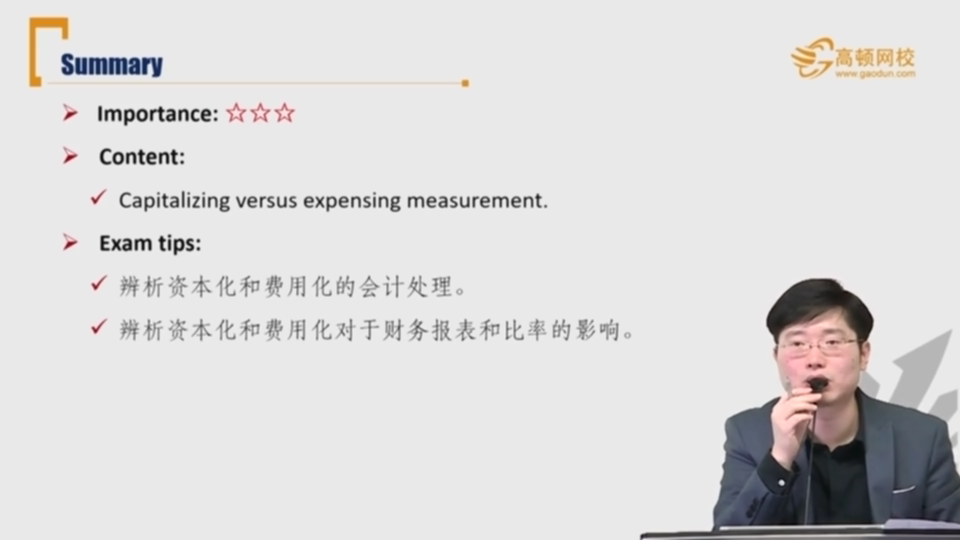 Summary
高顿网校
www.gaodun.com
Importance: ☆☆☆
Content:
Capitalizing versus expensing measurement.
Exam tips:
辨析资本化和费用化的会计处理。
辨析资本化和费用化对于财务报表和比率的影响。